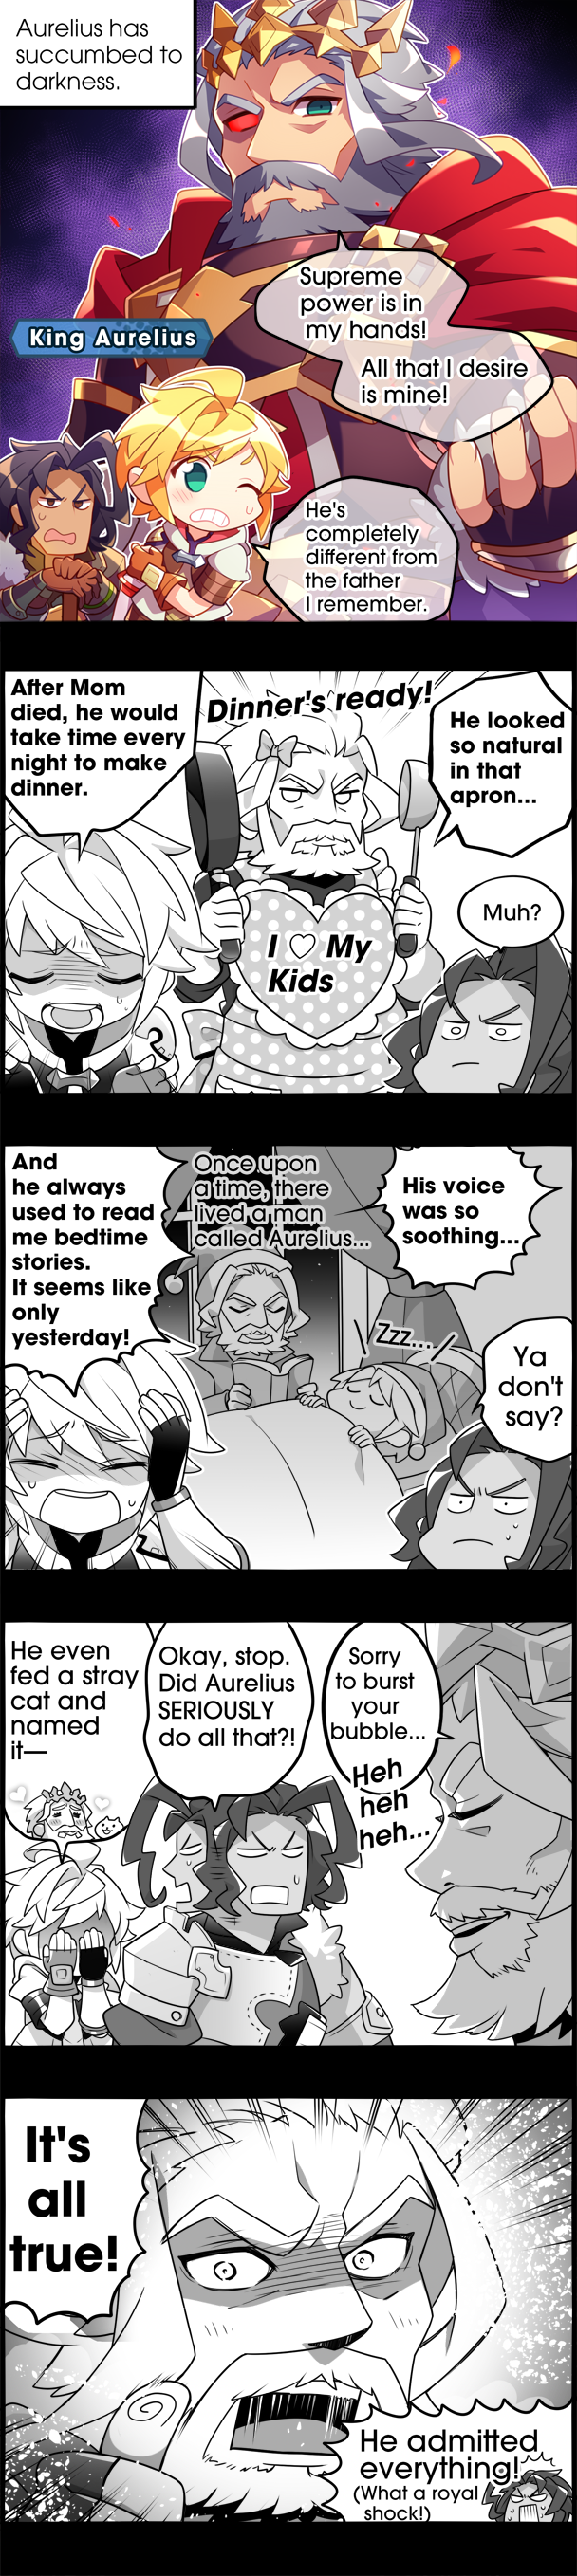 Aurelius has
succumbed to
darkness.
Supreme
power is in
my hands!
All that I desire
is mine!
King Aurelius
He's
completely
different from
the father
I remember.
After Mom
died, he would
take time every
night to make
dinner.
Dinner's ready!
He looked
so natural
in that
apron...
I ♡ My
Kids
Muh?
And
he always
used to read
me bedtime
stories.
It seems like
only
yesterday!
Once upon
a time, there
lived a man
called Aurelius...
His voice
was so
soothing...
Zzz...
Ya
don't
say?
He even
fed a stray
cat and
named
it—
Okay, stop.
Did Aurelius
SERIOUSLY
do all that?!
Sorry
to burst
your
bubble...
Heh
heh
heh...
It's
all
true!
He admitted
everything!
(What a royal
shock!)